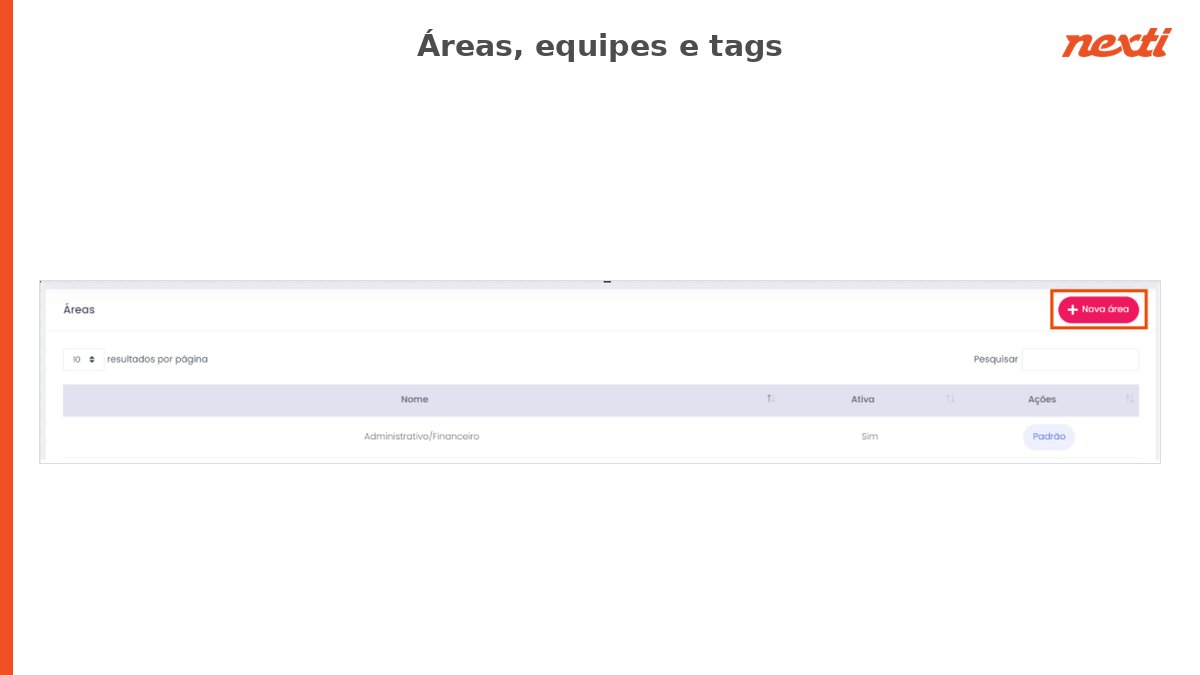 Áreas, equipes e tags
nexti
Áreas
+ Nova área
10 resultados por página
Pesquisar
Nome Ativa Ações
Administrativo/Financeiro Sim Padrão